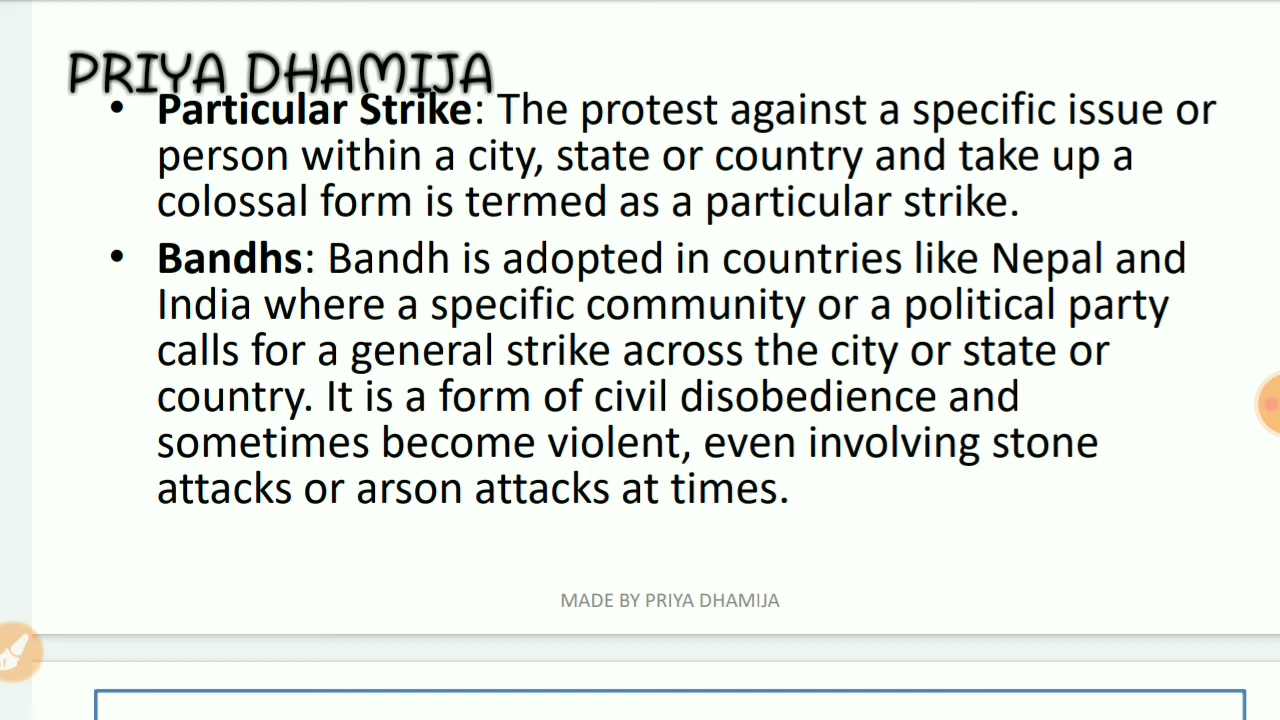 PRIYA DHAMIJA
• Particular Strike: The protest against a specific issue or
person within a city, state or country and take up a
colossal form is termed as a particular strike.
• Bandhs: Bandh is adopted in countries like Nepal and
India where a specific community or a political party
calls for a general strike across the city or state or
country. It is a form of civil disobedience and
sometimes become violent, even involving stone
attacks or arson attacks at times.
MADE BY PRIYA DHAMIJA